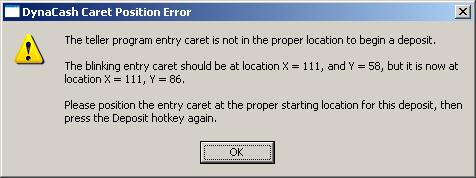 DynaCash Caret Position Error
The teller program entry caret is not in the proper location to begin a deposit.
The blinking entry caret should be at location X = 111, and Y = 58, but it is now at
location X = 111, Y = 86.
Please position the entry caret at the proper starting location for this deposit, then
press the Deposit hotkey again.
OK